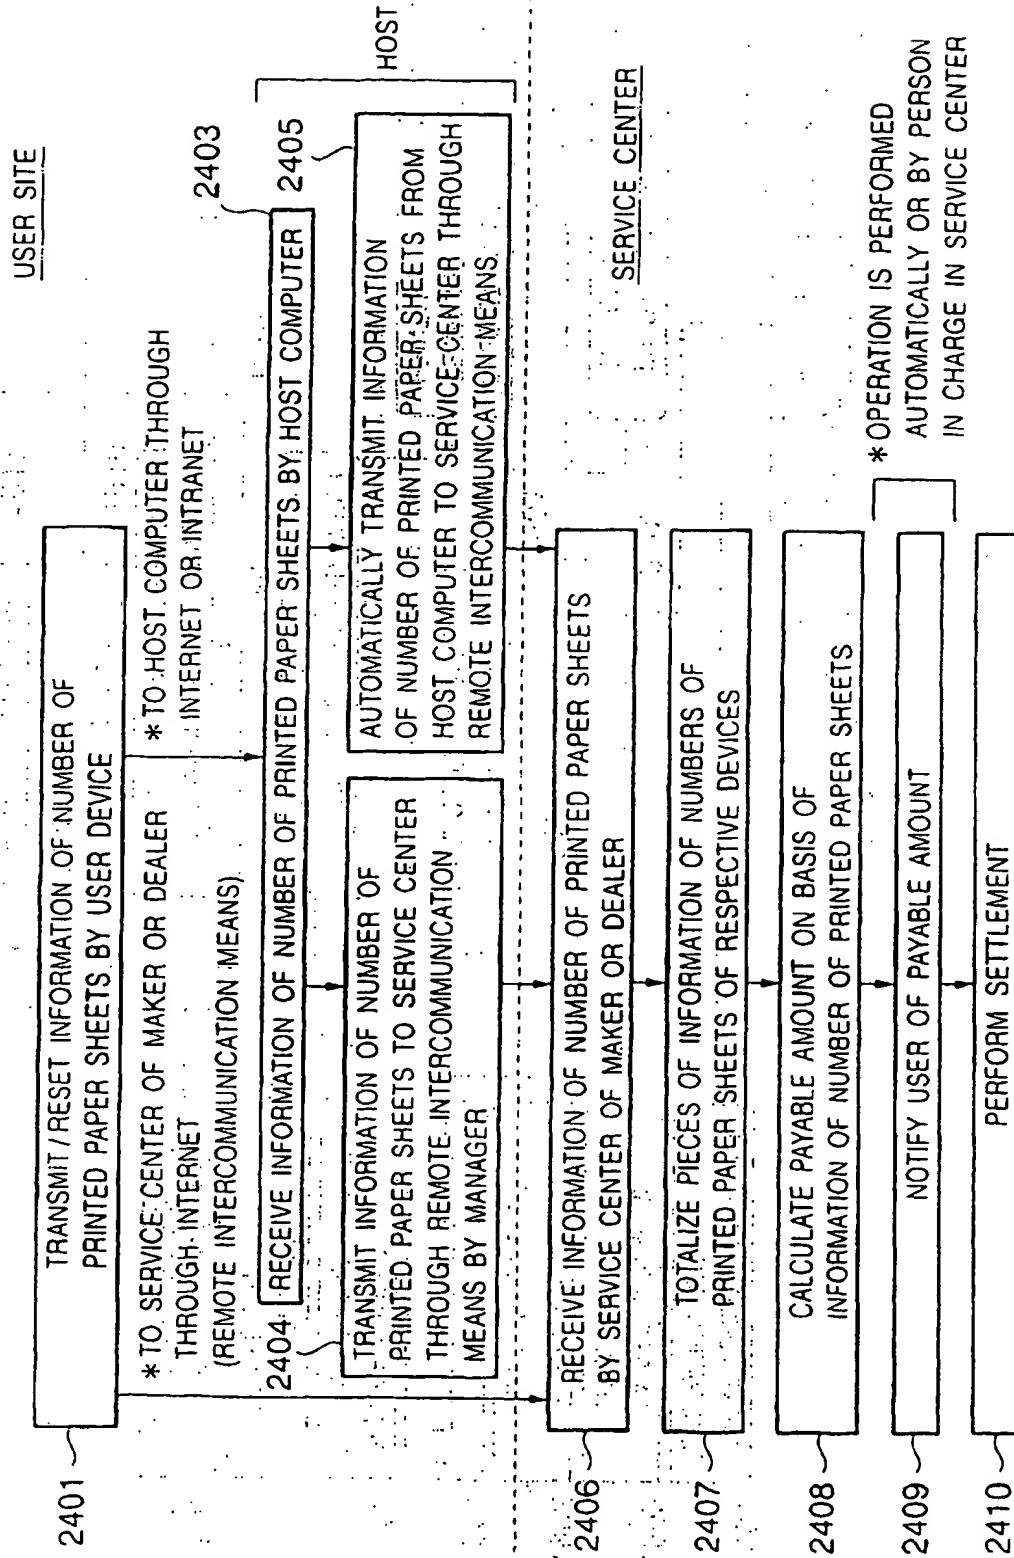 USER SITE
2401
TRANSMIT / RESET INFORMATION OF NUMBER OF
PRINTED PAPER SHEETS BY USER DEVICE
* TO SERVICE CENTER OF MAKER OR DEALER
THROUGH INTERNET
(REMOTE INTERCOMMUNICATION MEANS)
* TO HOST COMPUTER THROUGH
INTERNET OR INTRANET
2403
RECEIVE INFORMATION OF NUMBER OF PRINTED PAPER SHEETS BY HOST COMPUTER
2404
TRANSMIT INFORMATION OF NUMBER OF
PRINTED PAPER SHEETS TO SERVICE CENTER
THROUGH REMOTE INTERCOMMUNICATION
MEANS BY MANAGER
2405
AUTOMATICALLY TRANSMIT INFORMATION
OF NUMBER OF PRINTED PAPER SHEETS FROM
HOST COMPUTER TO SERVICE CENTER THROUGH
REMOTE INTERCOMMUNICATION MEANS
HOST
SERVICE CENTER
2406
RECEIVE INFORMATION OF NUMBER OF PRINTED PAPER SHEETS
BY SERVICE CENTER OF MAKER OR DEALER
2407
TOTALIZE PIECES OF INFORMATION OF NUMBERS OF
PRINTED PAPER SHEETS OF RESPECTIVE DEVICES
2408
CALCULATE PAYABLE AMOUNT ON BASIS OF
INFORMATION OF NUMBER OF PRINTED PAPER SHEETS
2409
NOTIFY USER OF PAYABLE AMOUNT
* OPERATION IS PERFORMED
AUTOMATICALLY OR BY PERSON
IN CHARGE IN SERVICE CENTER
2410
PERFORM SETTLEMENT